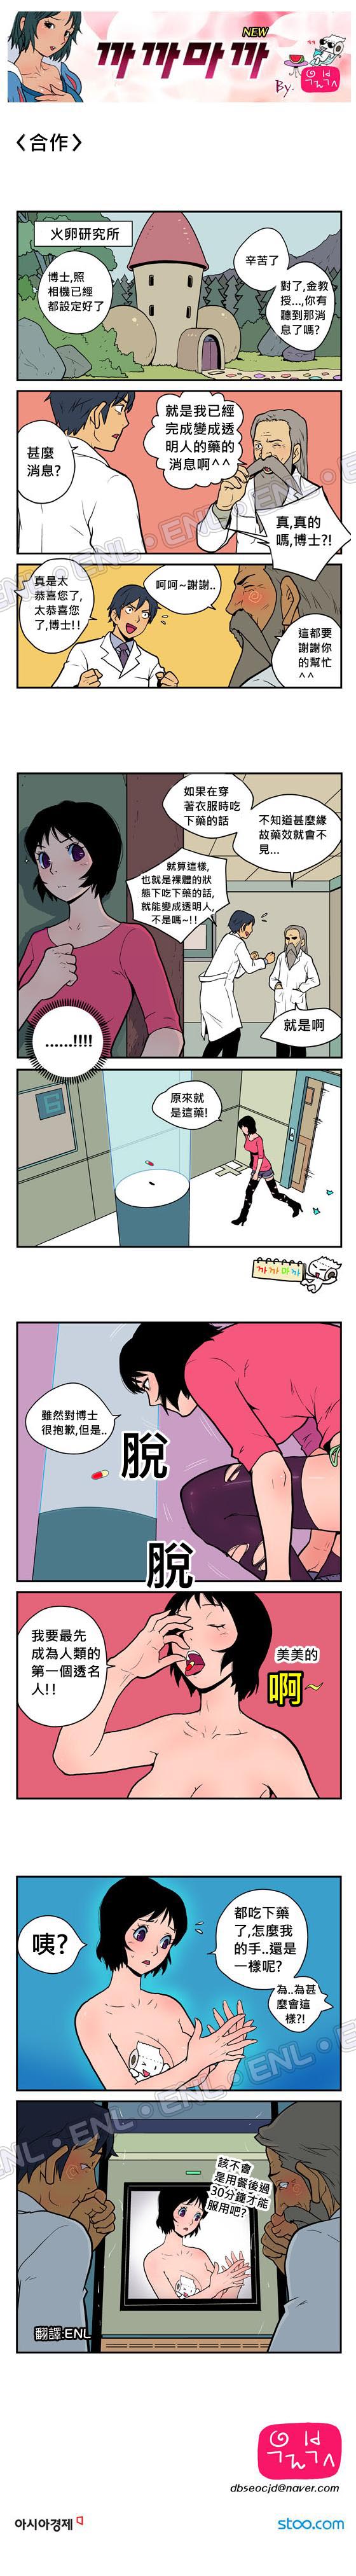 NEW
까까마까
By.
〈合作〉
火卵研究所
博士,照
相機已經
都設定好了
辛苦了
對了,金教
授...,你有
聽到那消
息了嗎?
甚麼
消息?
就是我已經
完成變成透
明人的藥的
消息啊^^
真,真的
嗎,博士?!
真是太
恭喜您了,
太恭喜您
了,博士!!
呵呵~謝謝..
這都要
謝謝你
的幫忙
^^
如果在穿
著衣服時吃
下藥的話
不知道甚麼緣
故藥效就會不
見...
就算這樣,
也就是裸體的狀
態下吃下藥的話,
就能變成透明人,
不是嗎~!!
就是啊
......!!!!
6
原來就
是這藥!
까까마까
雖然對博士
很抱歉,但是..
脫
脫
我要最先
成為人類的
第一個透名
人!!
美美的
啊~
咦?
都吃下藥
了,怎麼我
的手..還是
一樣呢?
為..為甚
麼會這
樣?!
該不會
是用餐後過
30分鐘才能
服用吧?
翻譯:ENL
ENL • ENL • ENL • ENL
dbseocjd@naver.com
아시아경제
stoo.com